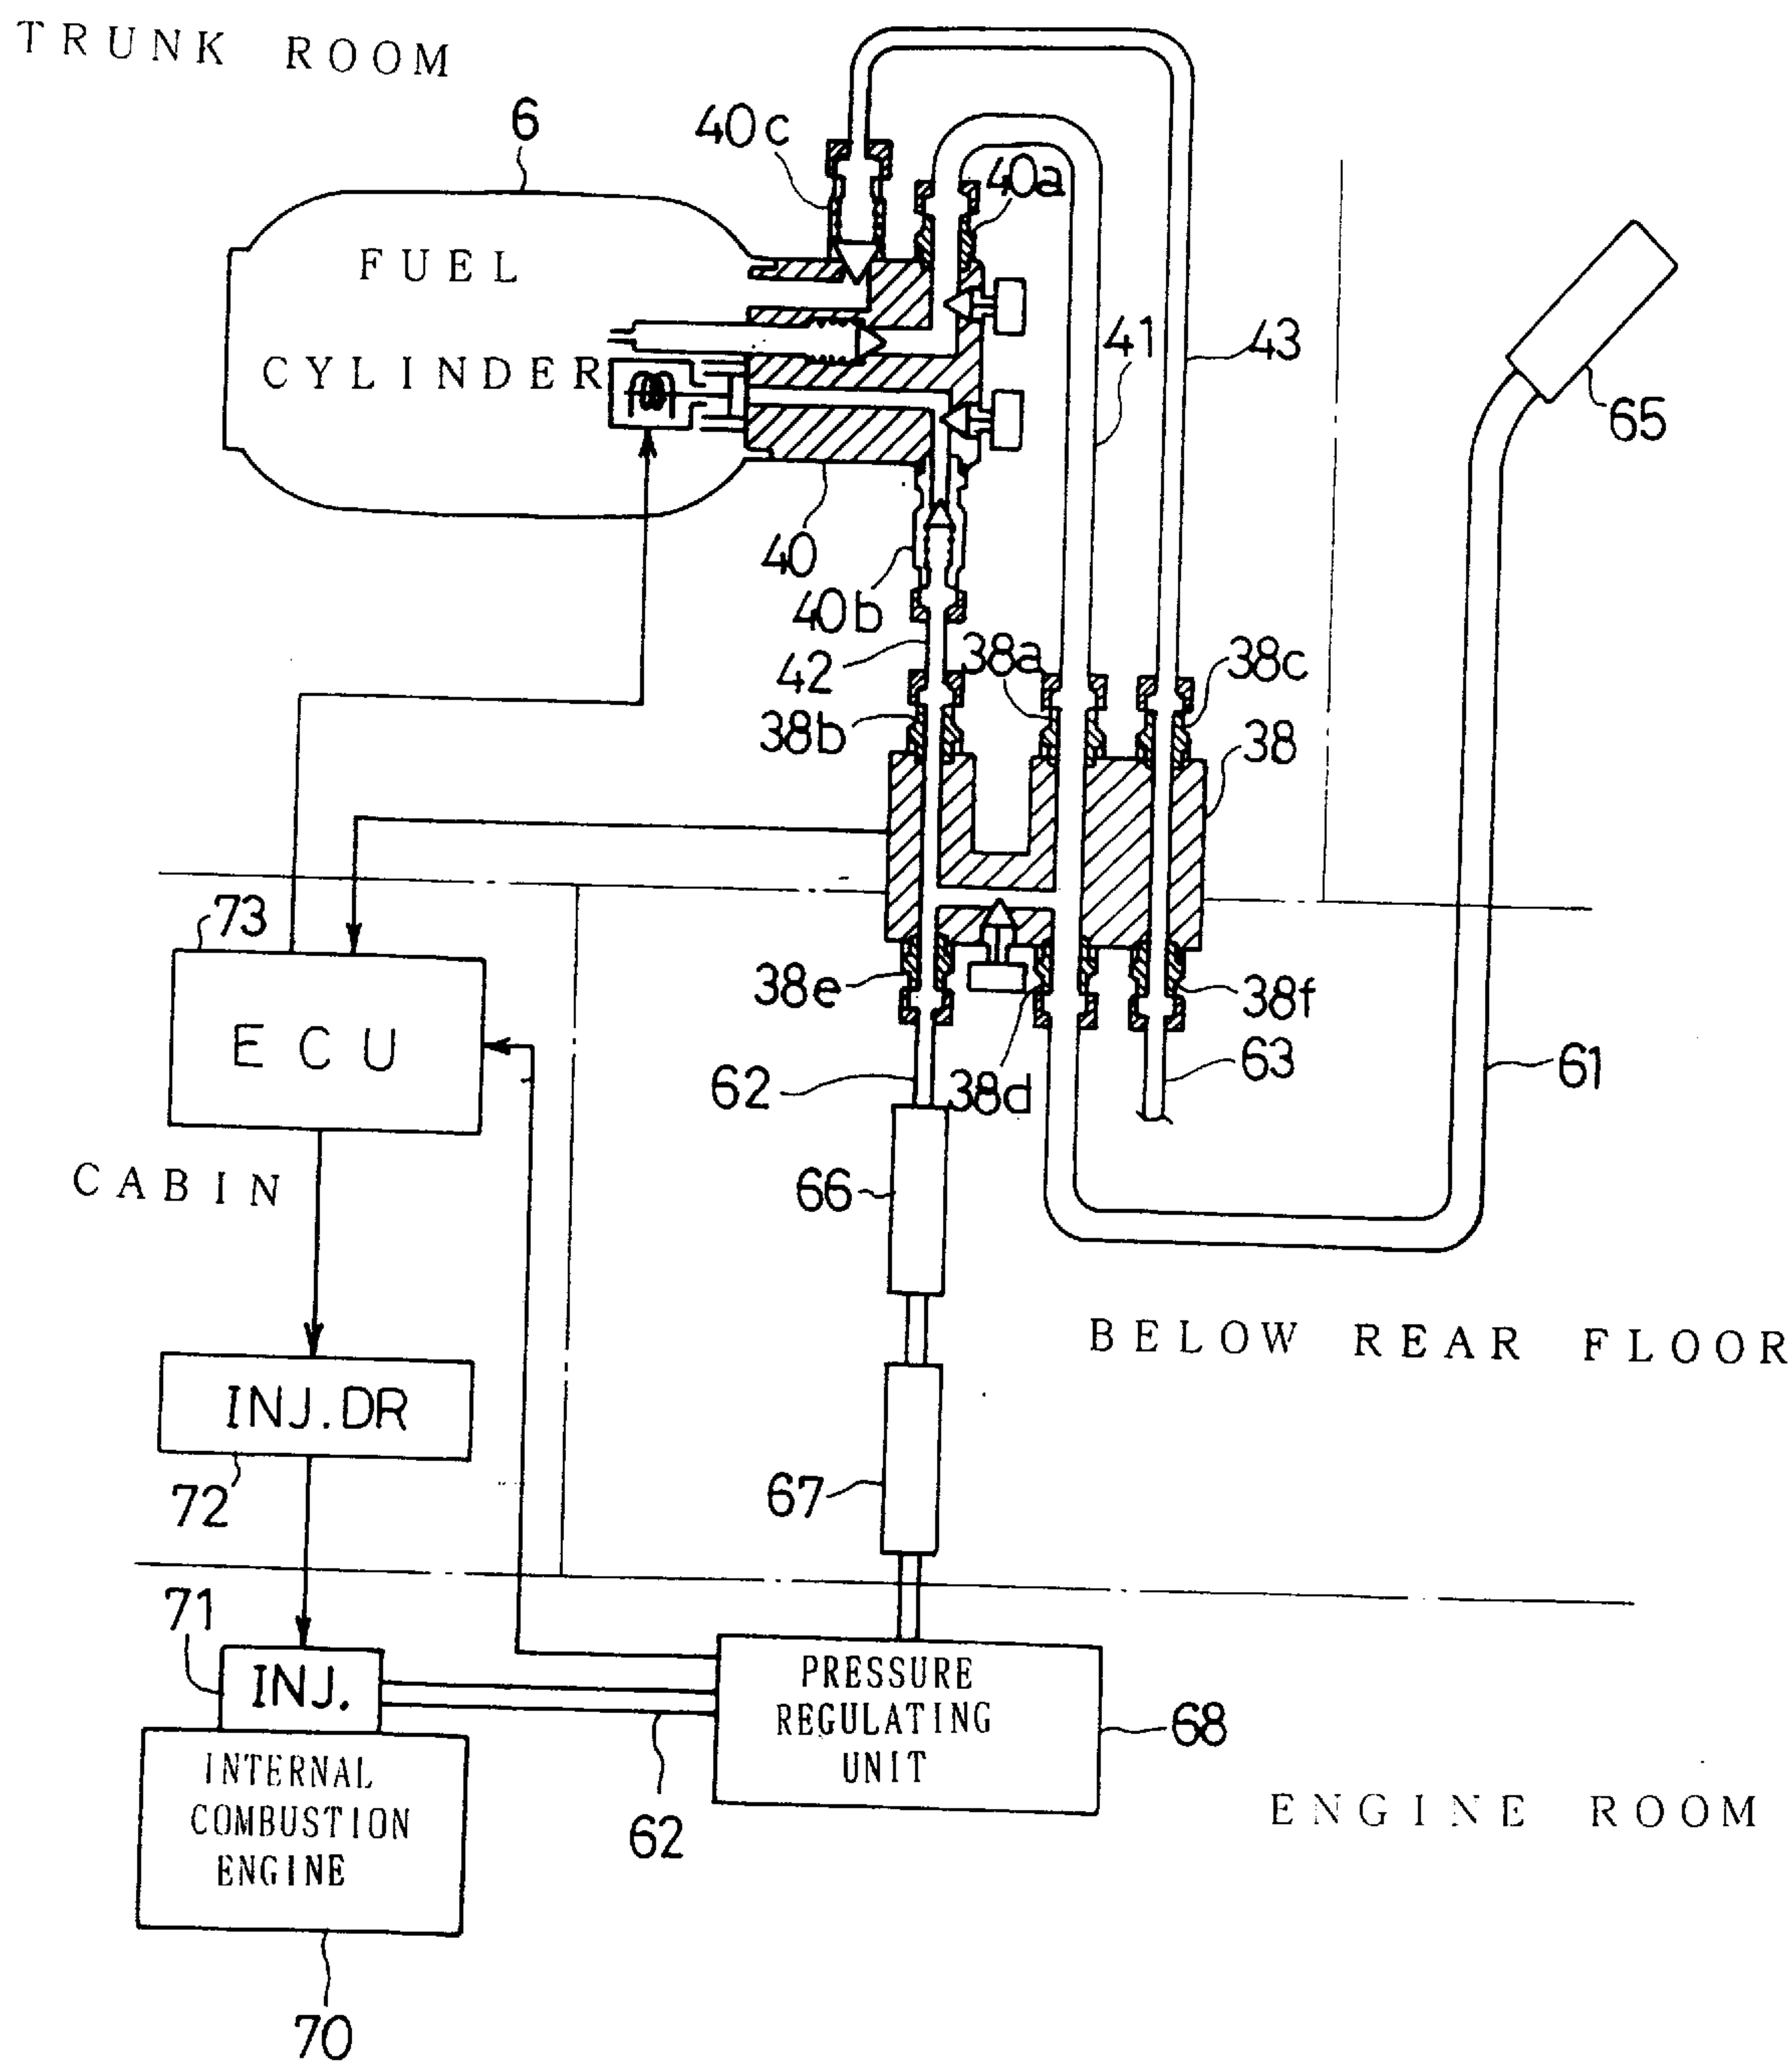 TRUNK ROOM
6
40c
40a
FUEL
CYLINDER
41
43
65
40
40b
42
38a
38c
38b
38
73
38e
38f
ECU
62
38d
63
61
CABIN
66
BELOW REAR FLOOR
INJ.DR
67
72
71
INJ.
PRESSURE
REGULATING
UNIT
68
INTERNAL
COMBUSTION
ENGINE
62
ENGINE ROOM
70